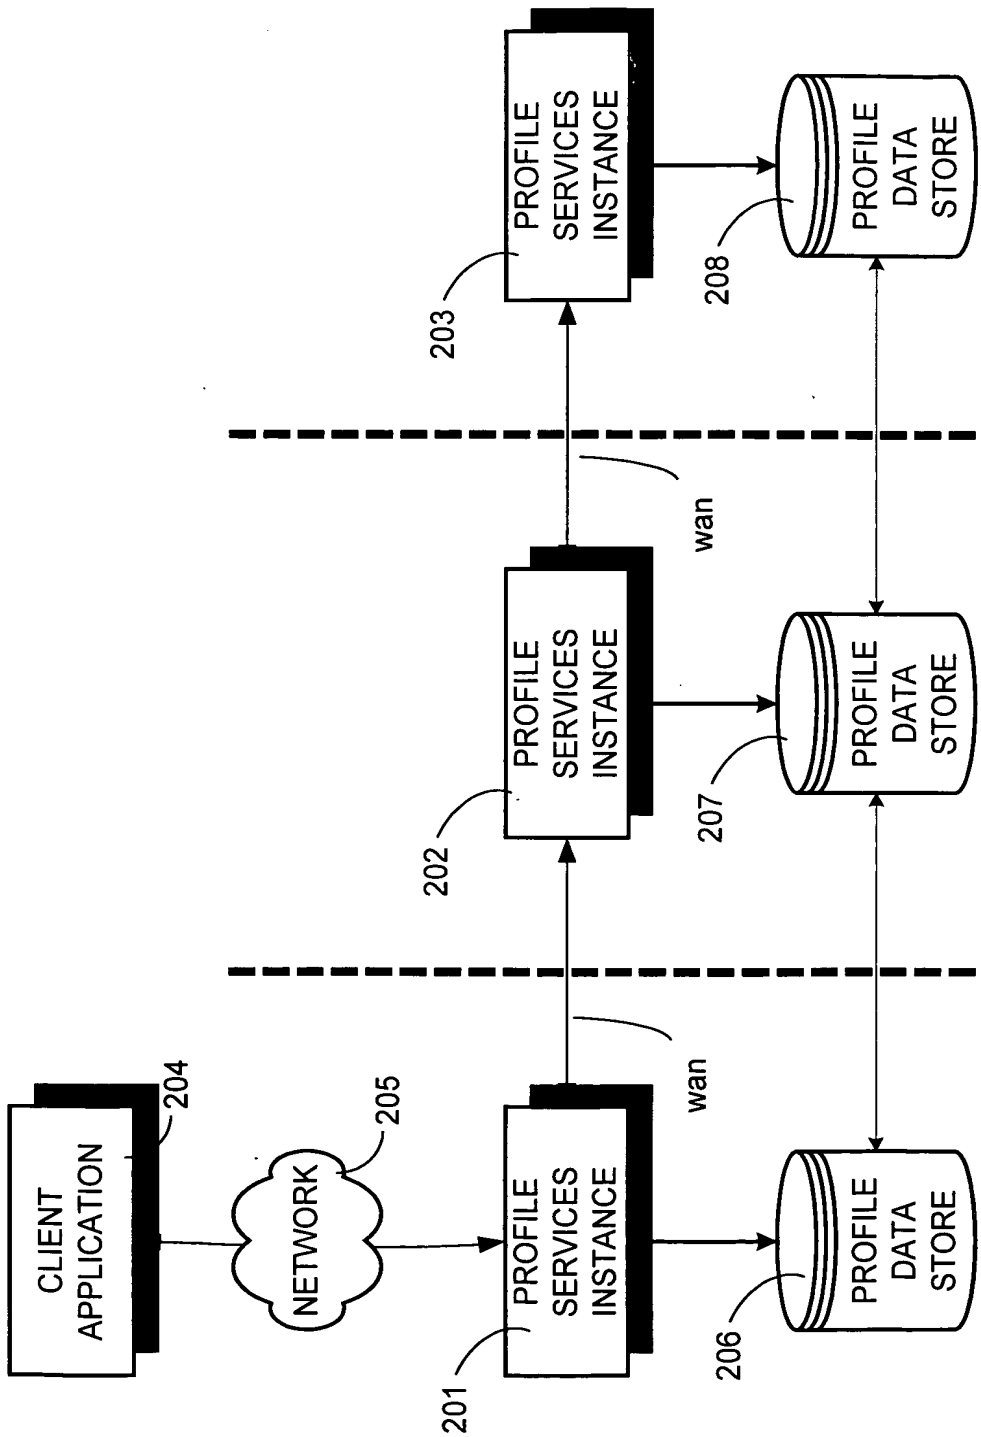 CLIENT
APPLICATION
204
NETWORK
205
201
PROFILE
SERVICES
INSTANCE
wan
202
PROFILE
SERVICES
INSTANCE
wan
203
PROFILE
SERVICES
INSTANCE
206
PROFILE
DATA
STORE
207
PROFILE
DATA
STORE
208
PROFILE
DATA
STORE